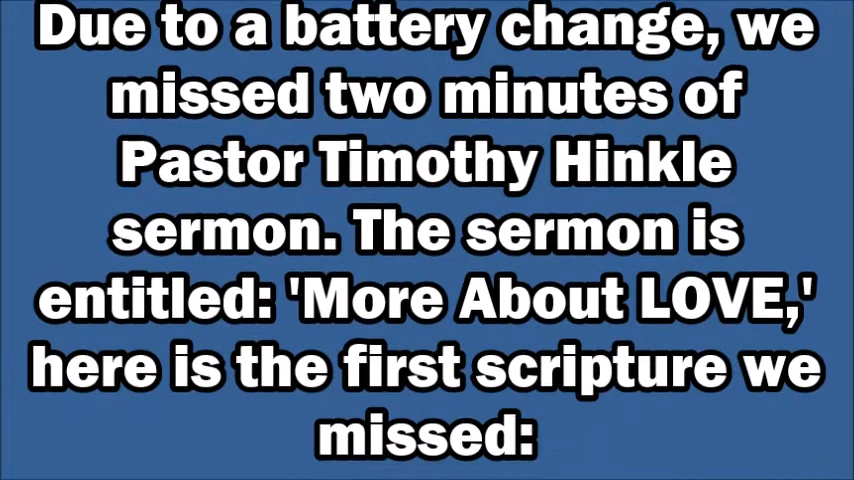 Due to a battery change, we
missed two minutes of
Pastor Timothy Hinkle
sermon. The sermon is
entitled: 'More About LOVE,'
here is the first scripture we
missed: